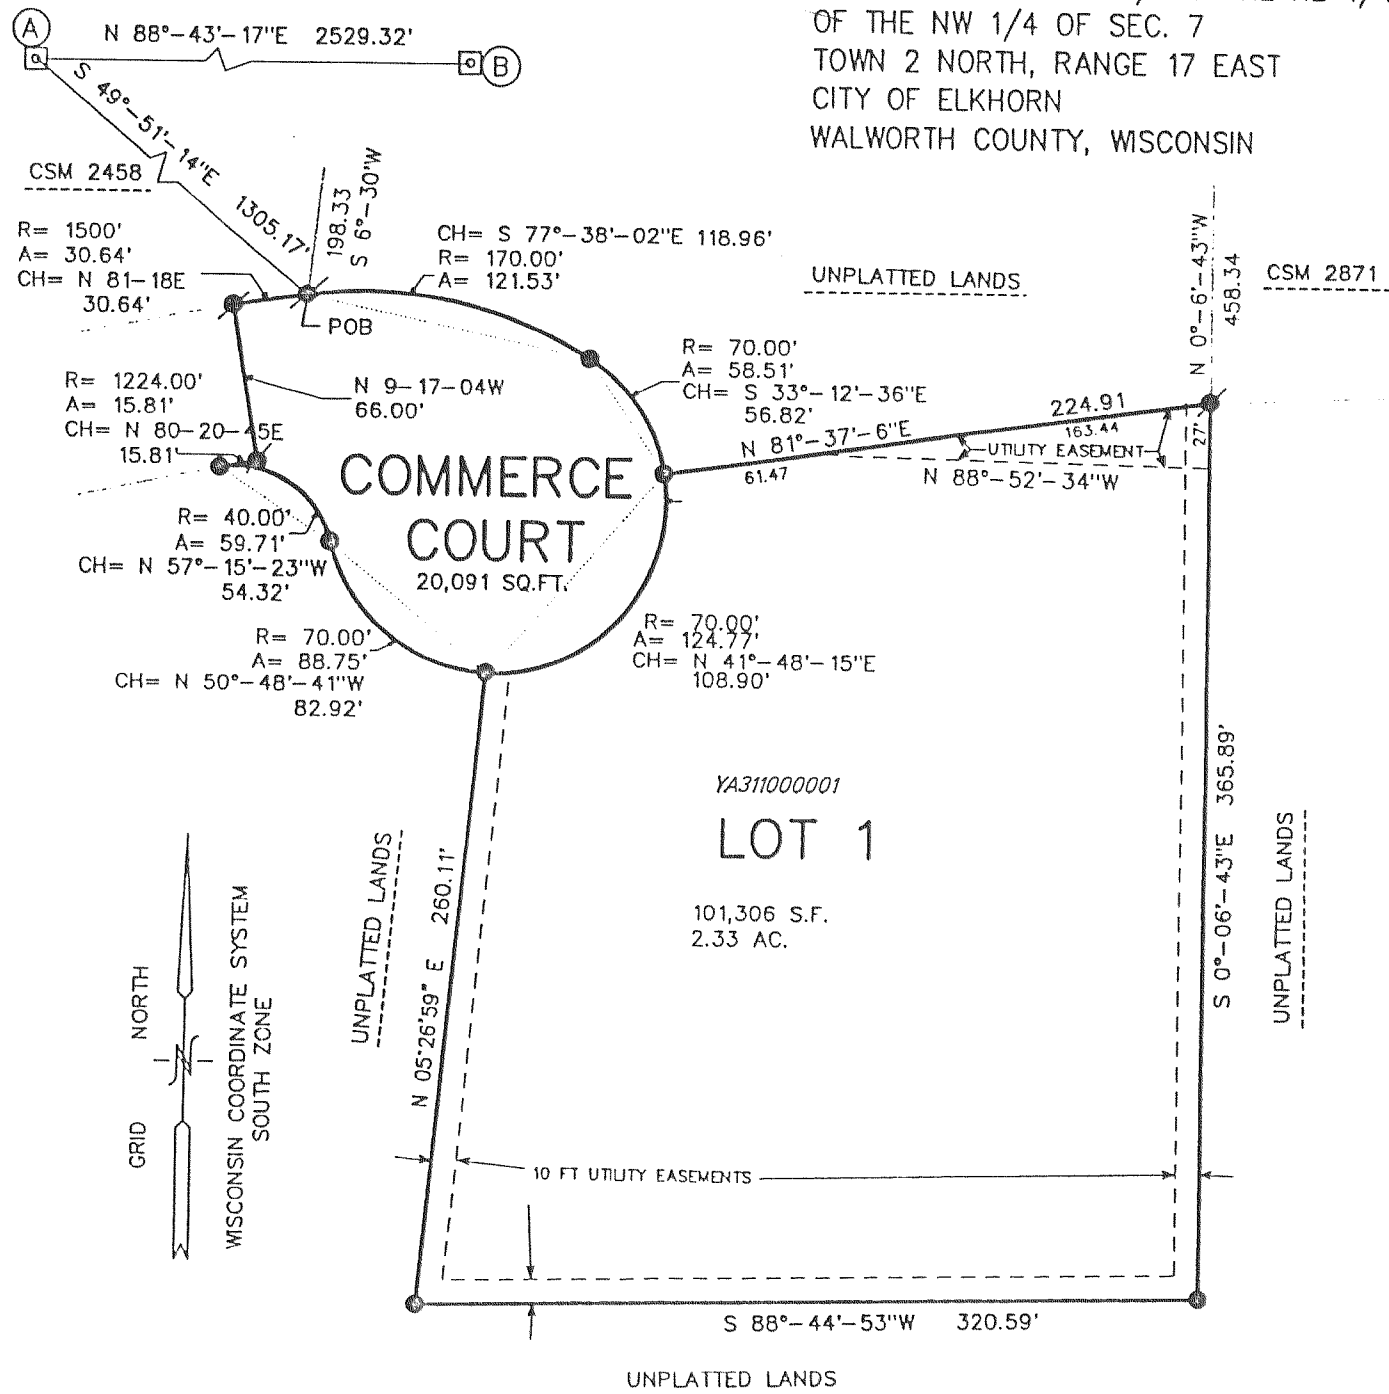 OF THE NW 1/4 OF SEC. 7
TOWN 2 NORTH, RANGE 17 EAST
CITY OF ELKHORN
WALWORTH COUNTY, WISCONSIN
A
N 88°-43'-17"E 2529.32'
B
S 49°-51'-14"E 1305.17'
CSM 2458
198.33
S 6°-30'W
R= 1500'
A= 30.64'
CH= N 81-18E
30.64'
CH= S 77°-38'-02"E 118.96'
R= 170.00'
A= 121.53'
POB
UNPLATTED LANDS
N 0°-6'-43"W
458.34
CSM 2871
R= 1224.00'
A= 15.81'
CH= N 80-20-45E
15.81'
N 9-17-04W
66.00'
R= 70.00'
A= 58.51'
CH= S 33°-12'-36"E
56.82'
N 81°-37'-6"E
224.91
61.47
163.44
27'
UTILITY EASEMENT
N 88°-52'-34"W
COMMERCE
COURT
20,091 SQ.FT.
R= 40.00'
A= 59.71'
CH= N 57°-15'-23"W
54.32'
R= 70.00'
A= 88.75'
CH= N 50°-48'-41"W
82.92'
R= 70.00'
A= 124.77'
CH= N 41°-48'-15"E
108.90'
YA311000001
LOT 1
101,306 S.F.
2.33 AC.
UNPLATTED LANDS
N 05°26'59" E 260.11'
S 0°-06'-43"E 365.89'
UNPLATTED LANDS
GRID NORTH
N
WISCONSIN COORDINATE SYSTEM
SOUTH ZONE
10 FT UTILITY EASEMENTS
S 88°-44'-53"W 320.59'
UNPLATTED LANDS